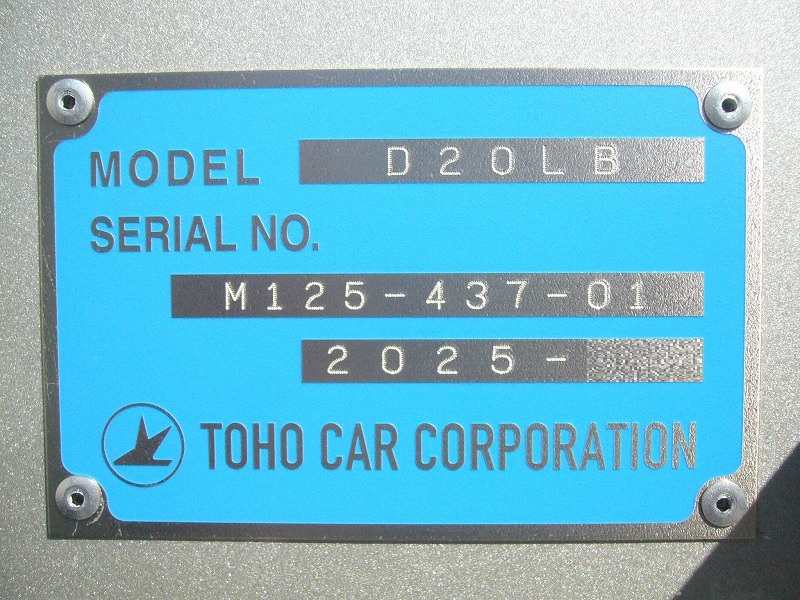 MODEL D20LB
SERIAL NO.
M125-437-01
2025-
TOHO CAR CORPORATION